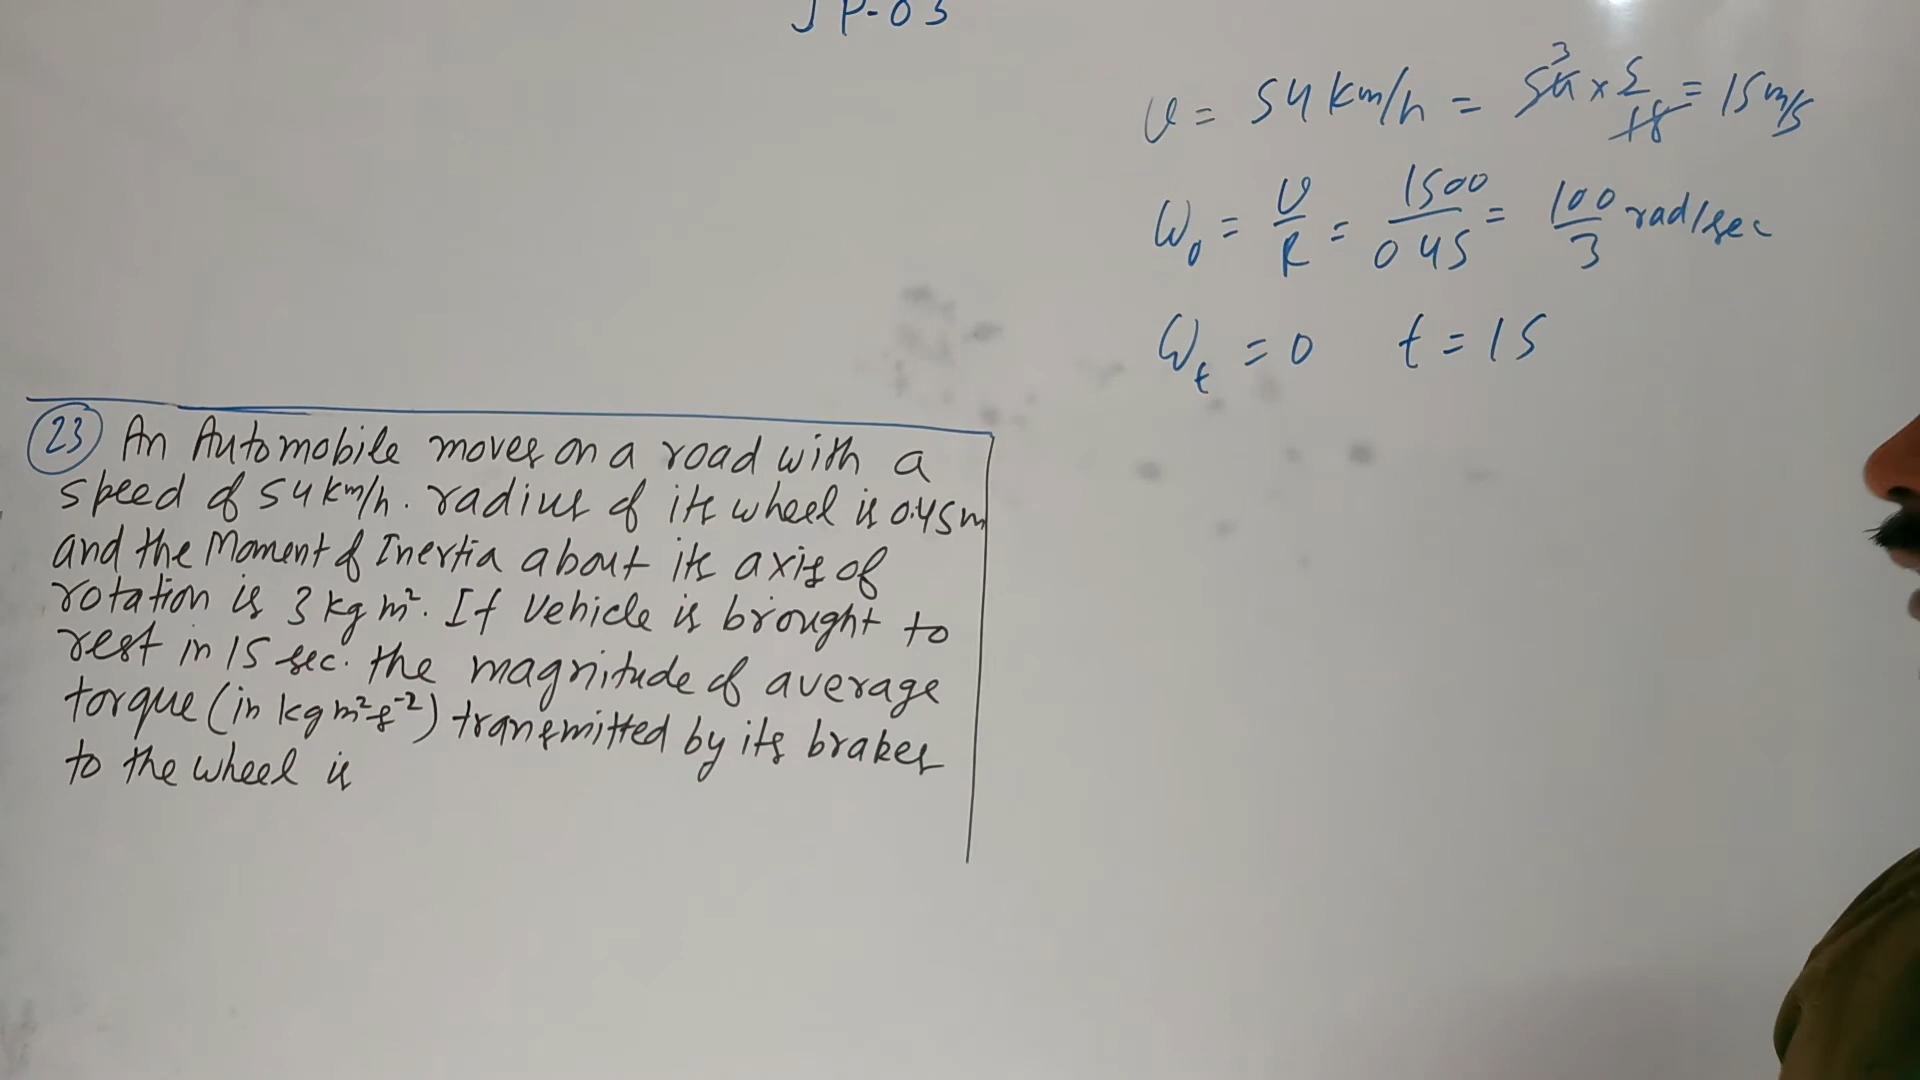 JP-03
v = 54 km/h = 54 3 × 5/18 = 15 m/s
ω₀ = v/R = 1500/045 = 100/3 rad/sec
ω_t = 0 t = 15
23 An Automobile moves on a road with a
speed of 54 km/h. radius of its wheel is 0.45m
and the Moment of Inertia about its axis of
rotation is 3 kg m². If vehicle is brought to
rest in 15 sec. the magnitude of average
torque (in kg m² s⁻²) transmitted by its brakes
to the wheel is